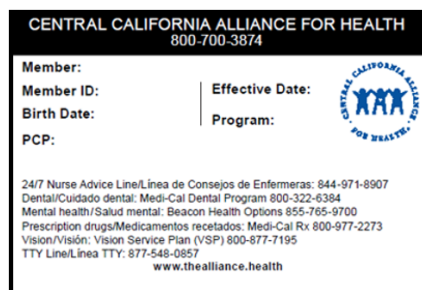 CENTRAL CALIFORNIA ALLIANCE FOR HEALTH
800-700-3874
Member:
Member ID:
Effective Date:
Birth Date:
Program:
PCP:
CENTRAL CALIFORNIA ALLIANCE
FOR HEALTH
24/7 Nurse Advice Line/Línea de Consejos de Enfermeras: 844-971-8907
Dental/Cuidado dental: Medi-Cal Dental Program 800-322-6384
Mental health/Salud mental: Beacon Health Options 855-765-9700
Prescription drugs/Medicamentos recetados: Medi-Cal Rx 800-977-2273
Vision/Visión: Vision Service Plan (VSP) 800-877-7195
TTY Line/Línea TTY: 877-548-0857
www.thealliance.health